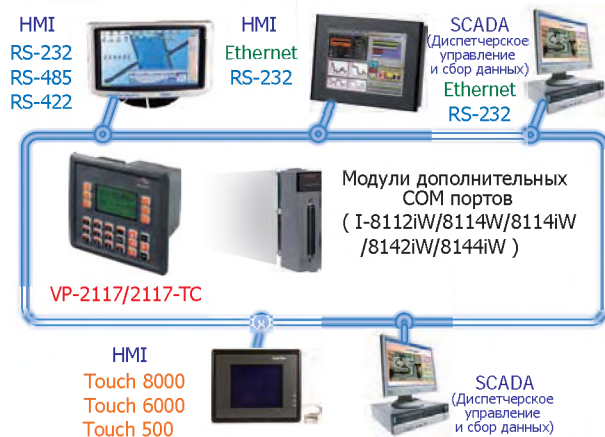 HMI
RS-232
RS-485
RS-422
HMI
Ethernet
RS-232
SCADA
(Диспетчерское
управление
и сбор данных)
Ethernet
RS-232
Модули дополнительных
COM портов
( I-8112iW/8114W/8114iW
/8142iW/8144iW )
VP-2117/2117-TC
HMI
Touch 8000
Touch 6000
Touch 500
SCADA
(Диспетчерское
управление
и сбор данных)